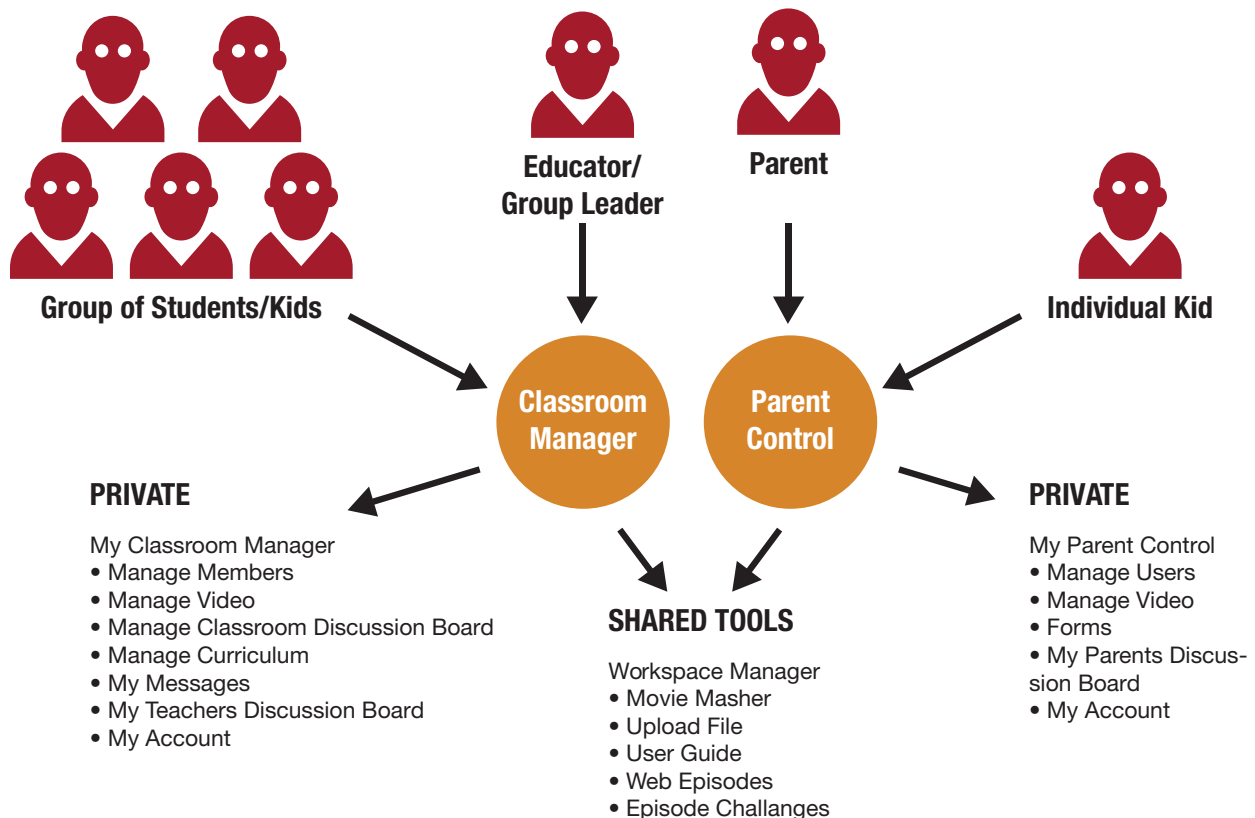 Educator/
Group Leader
Parent
Group of Students/Kids
Individual Kid
Classroom
Manager
Parent
Control
PRIVATE
My Classroom Manager
• Manage Members
• Manage Video
• Manage Classroom Discussion Board
• Manage Curriculum
• My Messages
• My Teachers Discussion Board
• My Account
SHARED TOOLS
Workspace Manager
• Movie Masher
• Upload File
• User Guide
• Web Episodes
• Episode Challanges
PRIVATE
My Parent Control
• Manage Users
• Manage Video
• Forms
• My Parents Discus-
sion Board
• My Account